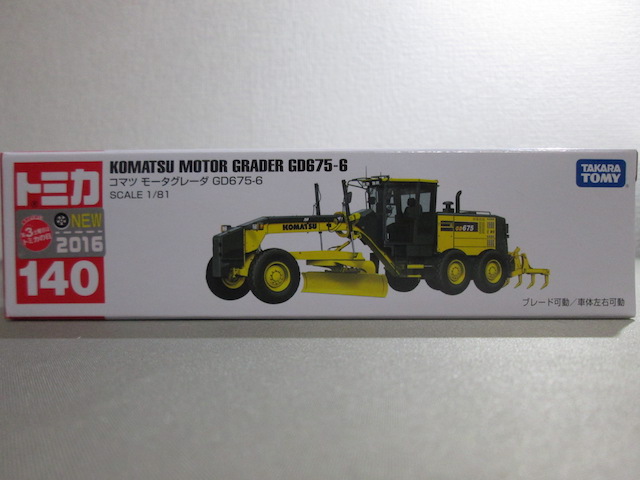 トミカ
NEW
2016
140
KOMATSU MOTOR GRADER GD675-6
コマツ モータグレーダ GD675-6
SCALE 1/81
TAKARA
TOMY
KOMATSU
GD675
ブレード可動／車体左右可動